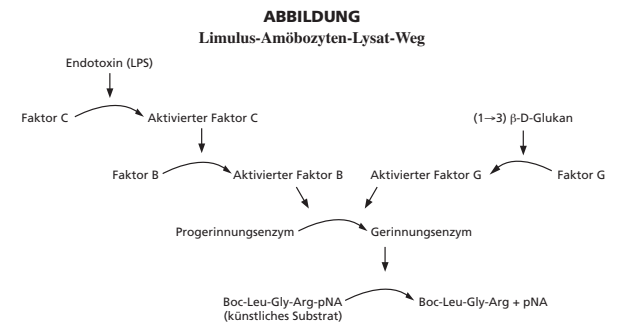 ABBILDUNG
Limulus-Amöbozyten-Lysat-Weg
Endotoxin (LPS)
Faktor C
Aktivierter Faktor C
(1→3) β-D-Glukan
Faktor B
Aktivierter Faktor B
Aktivierter Faktor G
Faktor G
Progerinnungsenzym
Gerinnungsenzym
Boc-Leu-Gly-Arg-pNA
(künstliches Substrat)
Boc-Leu-Gly-Arg + pNA